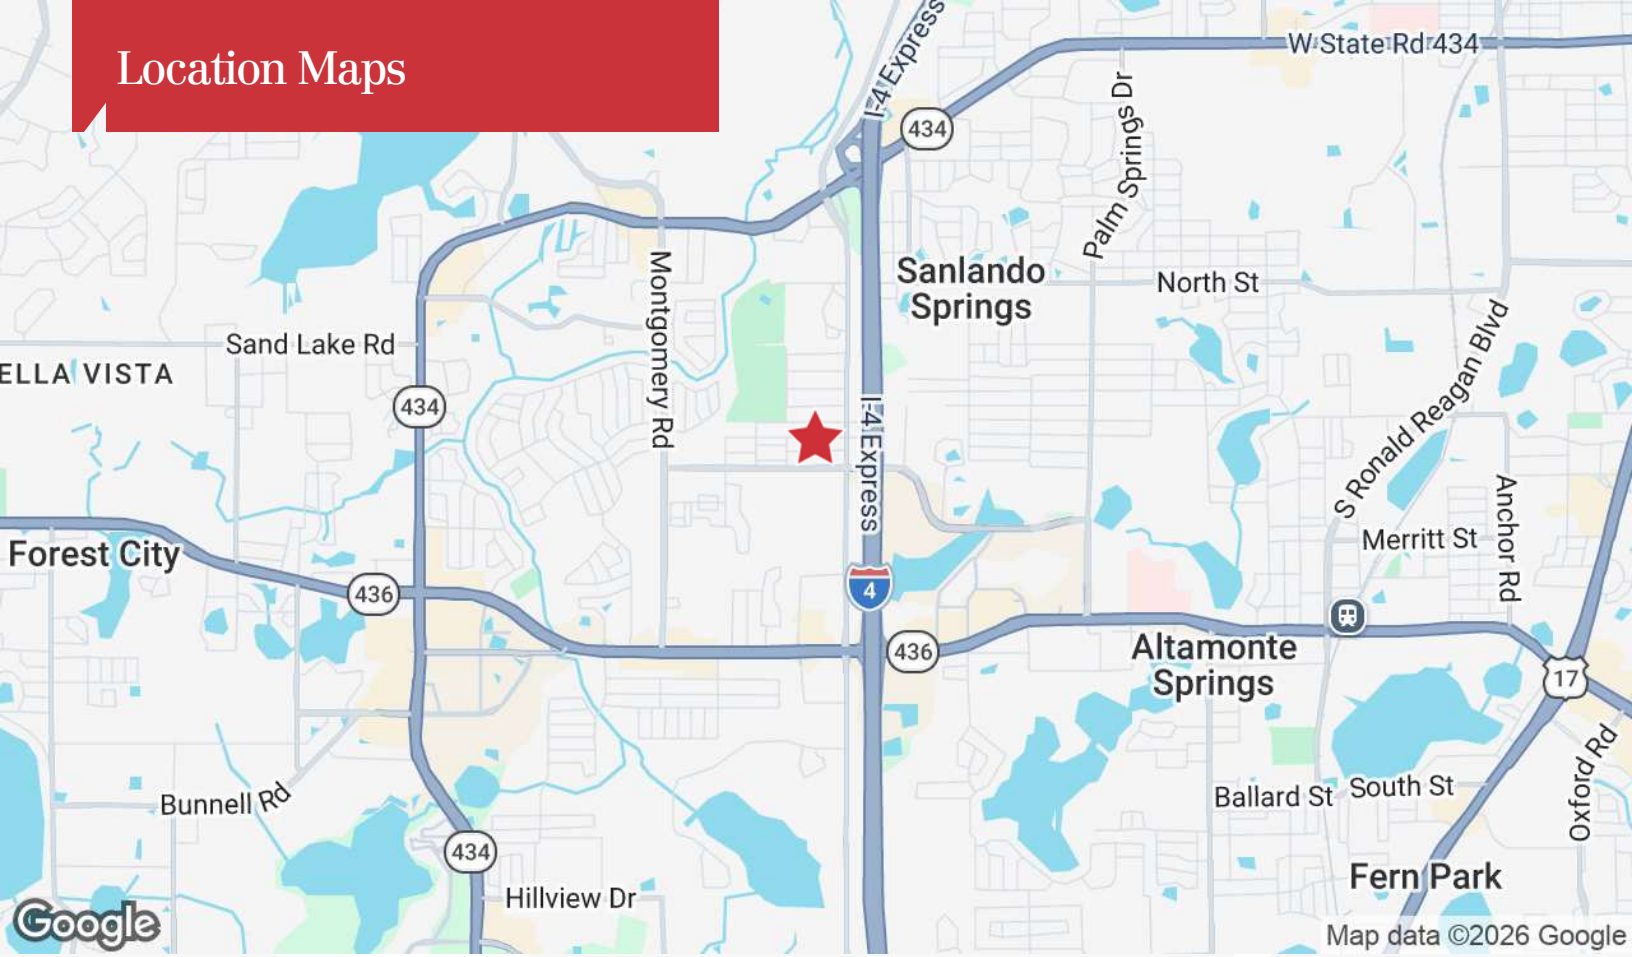 Location Maps
I-4 Express
W State Rd 434
434
Palm Springs Dr
Montgomery Rd
Sanlando
Springs
North St
Sand Lake Rd
ELLA VISTA
434
I-4 Express
S Ronald Reagan Blvd
Anchor Rd
Merritt St
Forest City
436
4
436
Altamonte
Springs
17
Oxford Rd
Bunnell Rd
Ballard St
South St
434
Fern Park
Hillview Dr
Google
Map data ©2026 Google